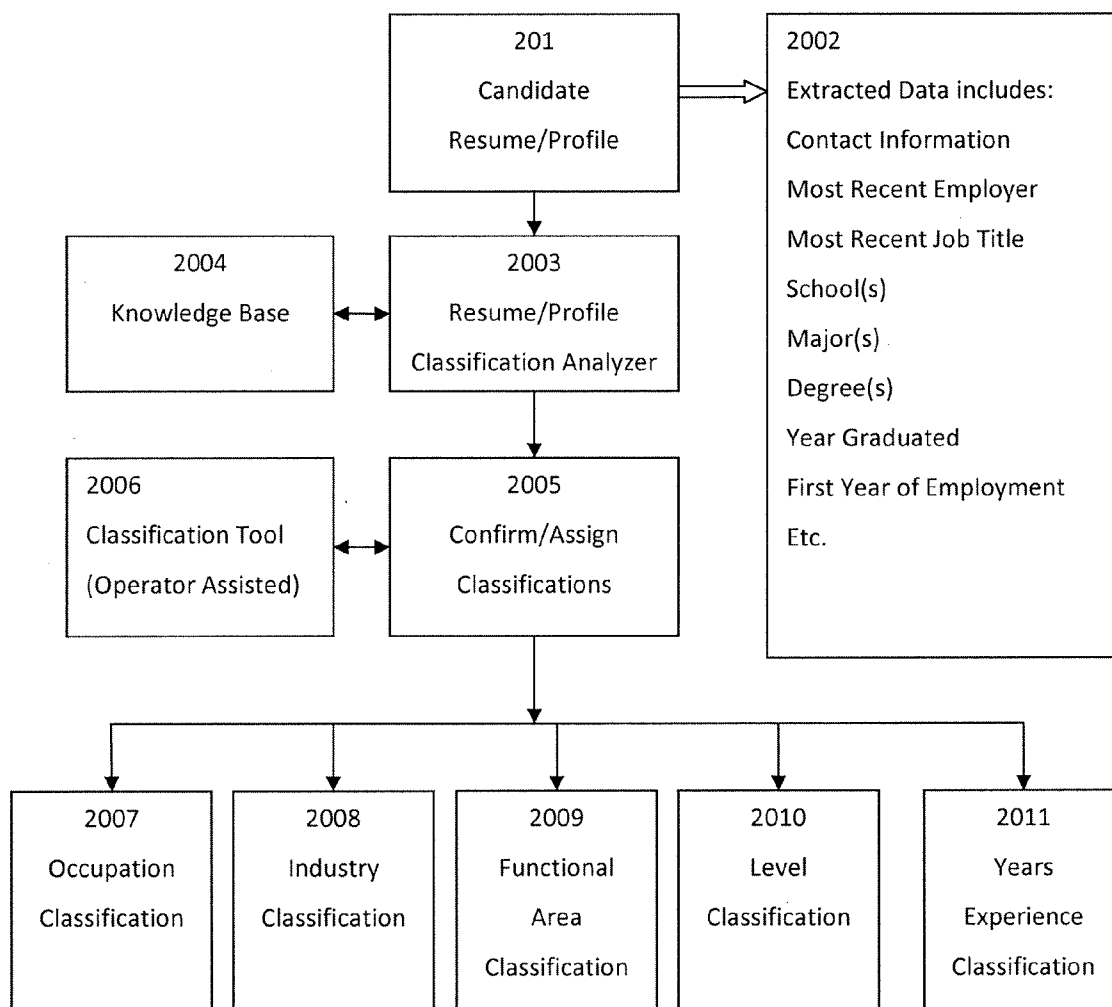 201
Candidate
Resume/Profile
2002
Extracted Data includes:
Contact Information
Most Recent Employer
Most Recent Job Title
School(s)
Major(s)
Degree(s)
Year Graduated
First Year of Employment
Etc.
2004
Knowledge Base
2003
Resume/Profile
Classification Analyzer
2006
Classification Tool
(Operator Assisted)
2005
Confirm/Assign
Classifications
2007
Occupation
Classification
2008
Industry
Classification
2009
Functional
Area
Classification
2010
Level
Classification
2011
Years
Experience
Classification